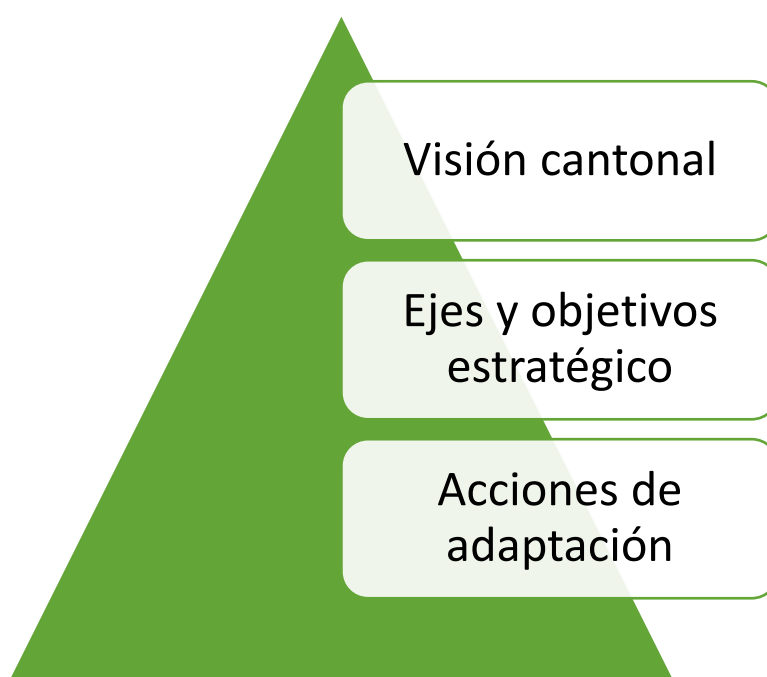 Visión cantonal
Ejes y objetivos
estratégico
Acciones de
adaptación